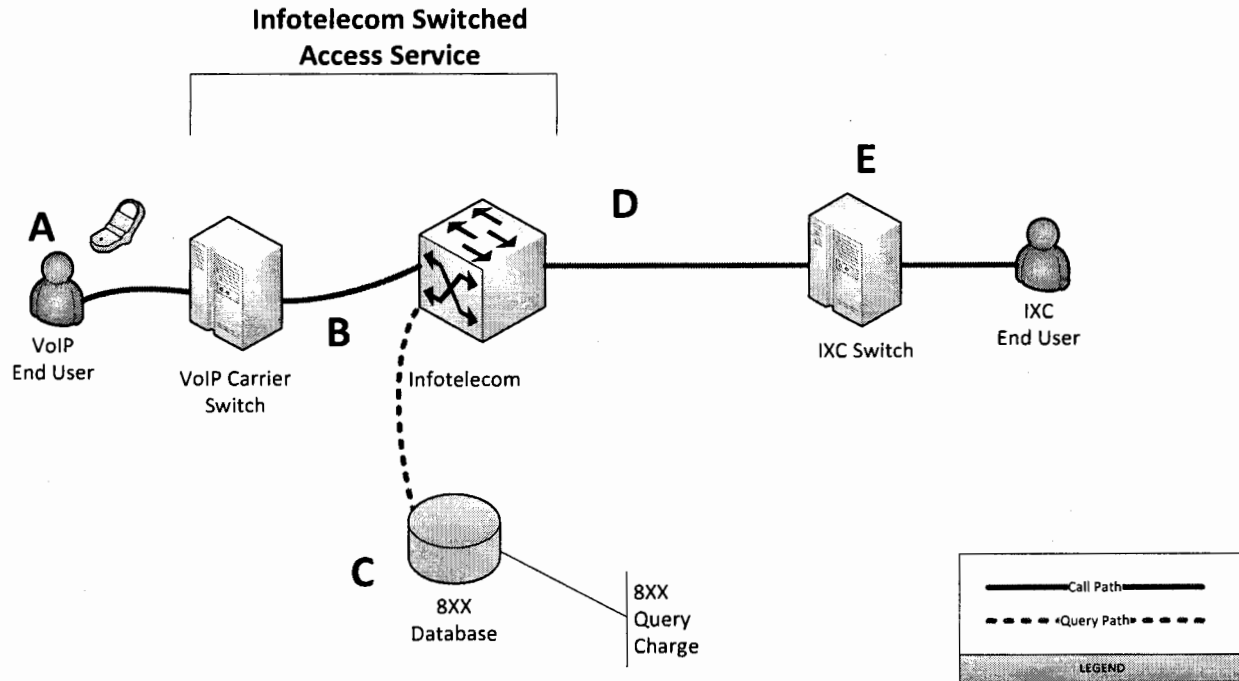 Infotelecom Switched
Access Service
A
B
C
D
E
VoIP
End User
VoIP Carrier
Switch
Infotelecom
IXC Switch
IXC
End User
8XX
Database
8XX
Query
Charge
Call Path
Query Path
LEGEND